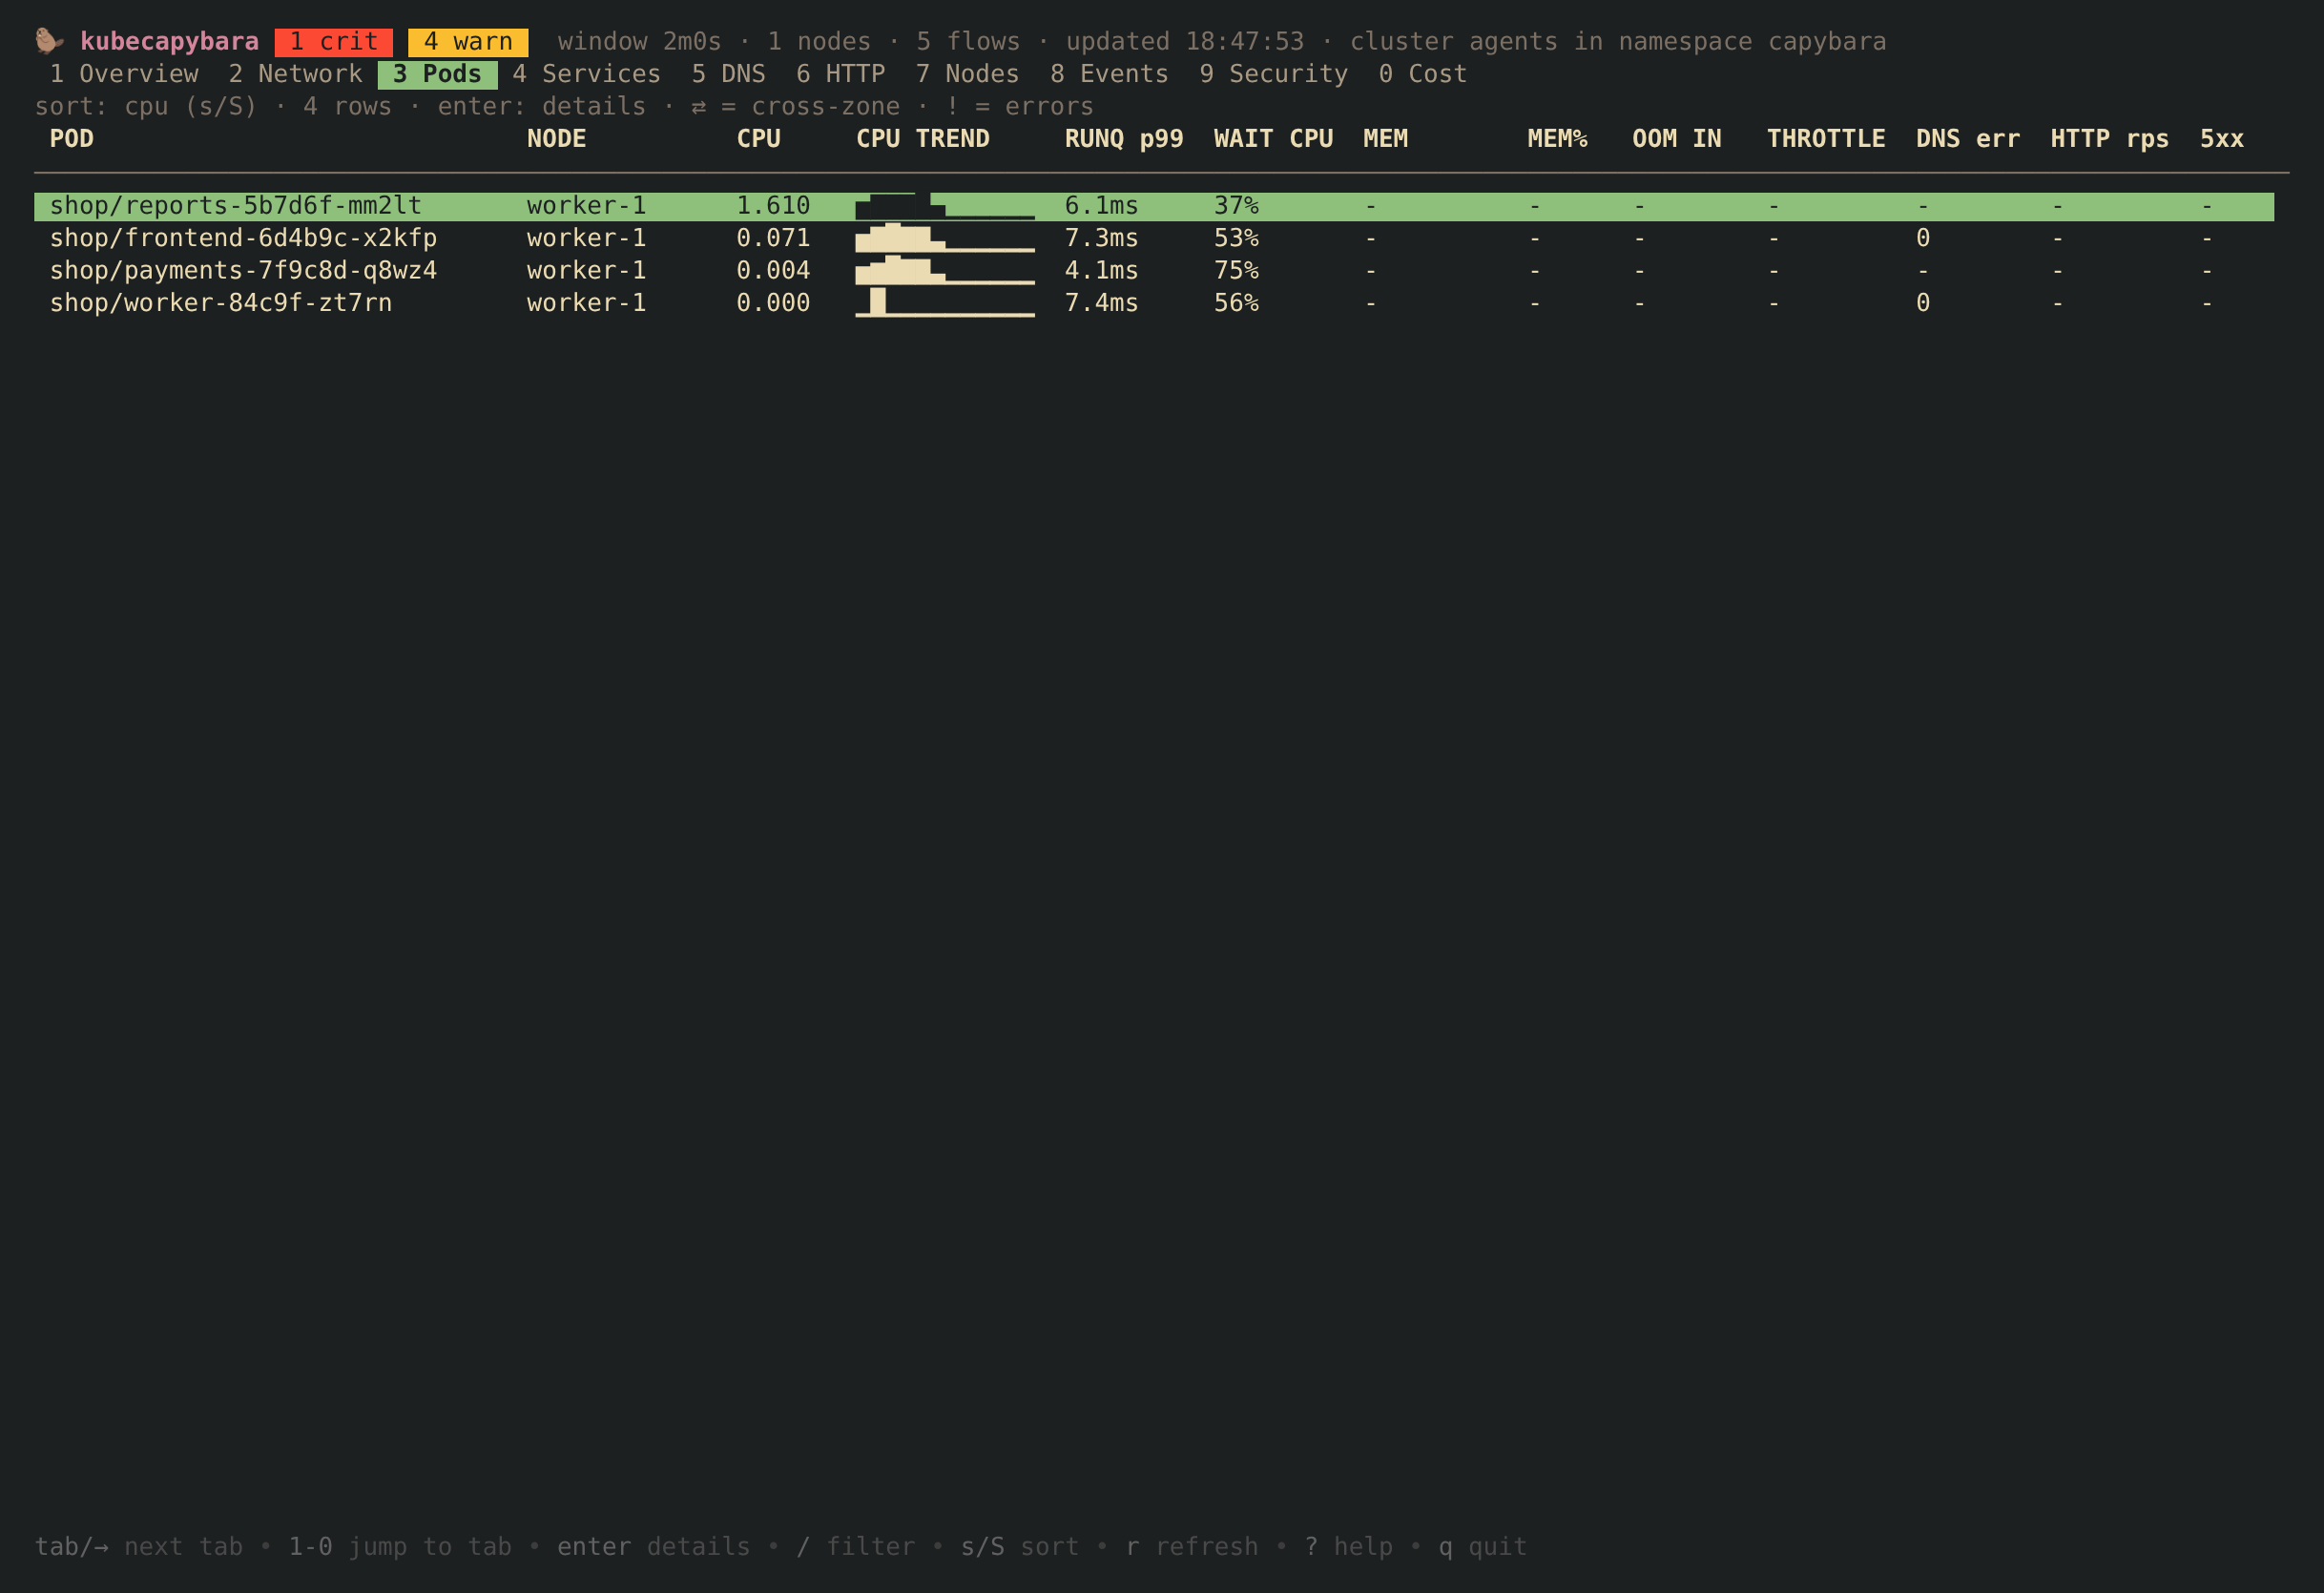 kubecapybara 1 crit 4 warn window 2m0s · 1 nodes · 5 flows · updated 18:47:53 · cluster agents in namespace capybara
1 Overview 2 Network 3 Pods 4 Services 5 DNS 6 HTTP 7 Nodes 8 Events 9 Security 0 Cost
sort: cpu (s/S) · 4 rows · enter: details · ⇄ = cross-zone · ! = errors
POD NODE CPU CPU TREND RUNQ p99 WAIT CPU MEM MEM% OOM IN THROTTLE DNS err HTTP rps 5xx
shop/reports-5b7d6f-mm2lt worker-1 1.610 6.1ms 37% - - - - - - -
shop/frontend-6d4b9c-x2kfp worker-1 0.071 7.3ms 53% - - - - 0 - -
shop/payments-7f9c8d-q8wz4 worker-1 0.004 4.1ms 75% - - - - - - -
shop/worker-84c9f-zt7rn worker-1 0.000 7.4ms 56% - - - - 0 - -
tab/→ next tab • 1-0 jump to tab • enter details • / filter • s/S sort • r refresh • ? help • q quit